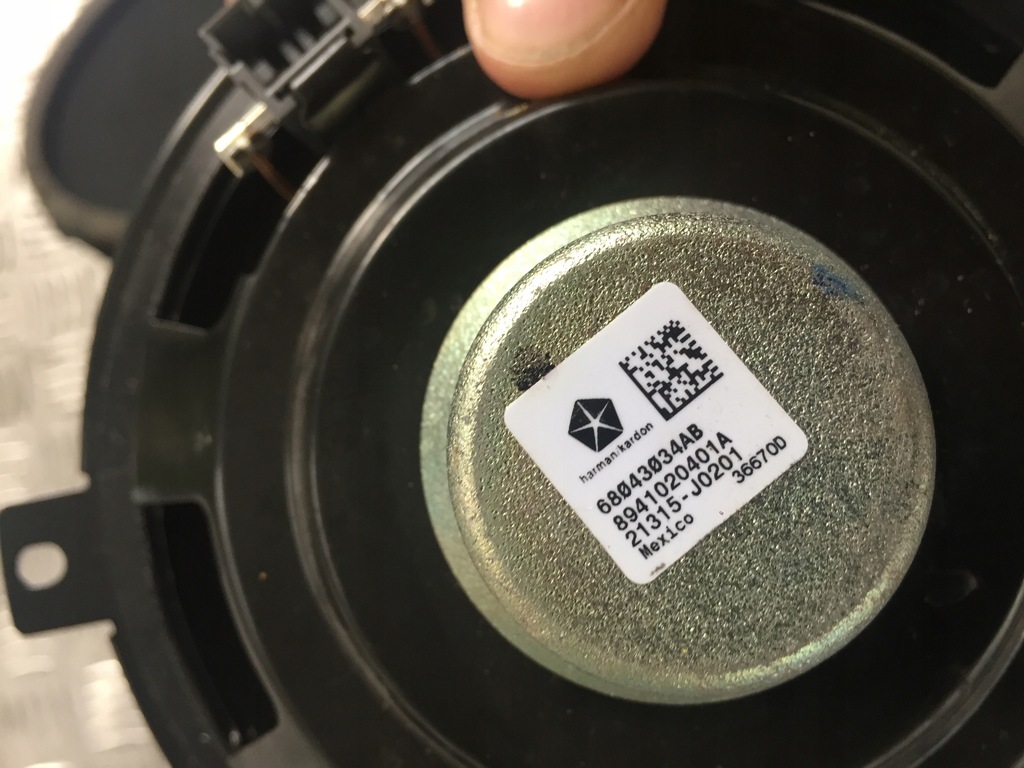 harman/kardon
68043034AB
8941020401A
21315-J0201
36670D
Mexico